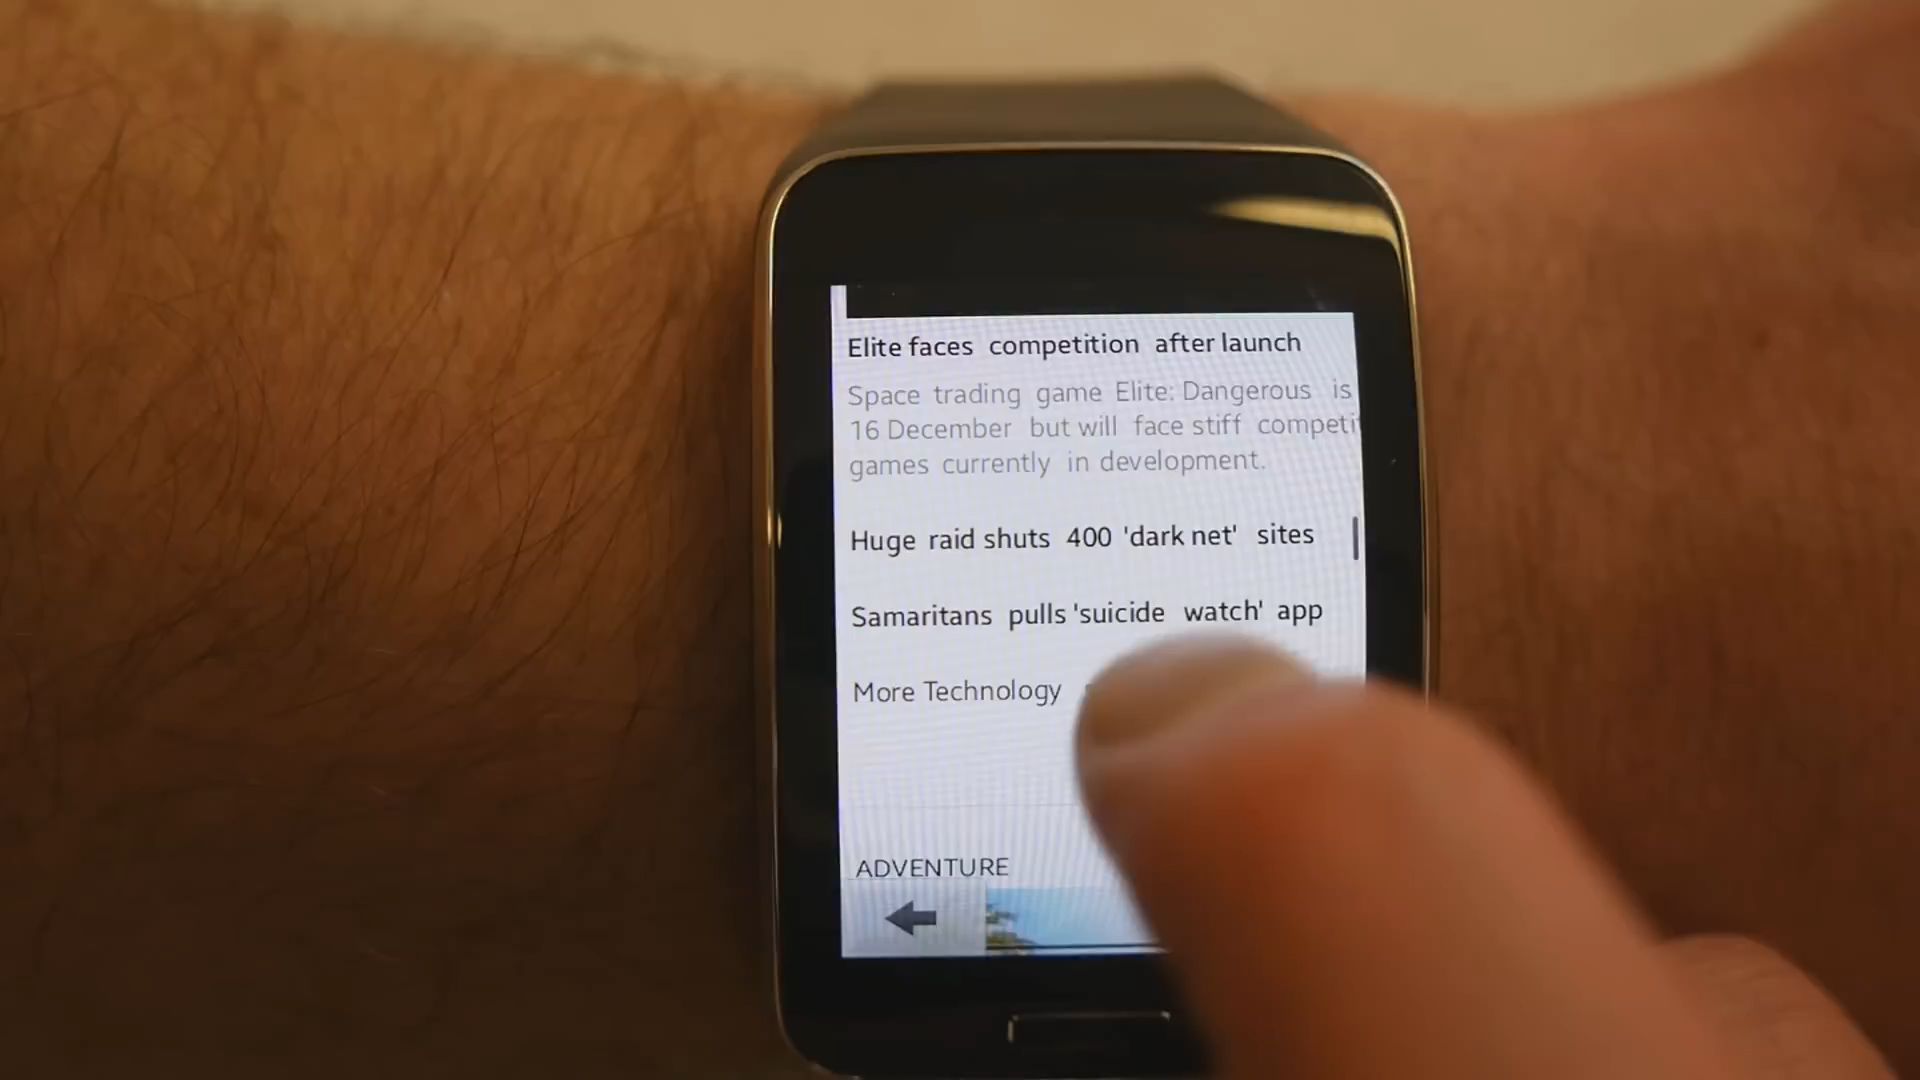 Elite faces competition after launch
Space trading game Elite: Dangerous is
16 December but will face stiff
games currently in development.
Huge raid shuts 400 'dark net' sites
Samaritans pulls 'suicide watch' app
More Technology
ADVENTURE